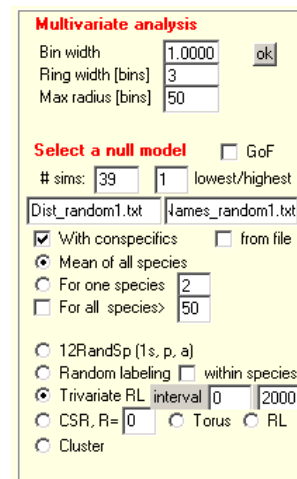 Multivariate analysis
Bin width 1.0000 ok
Ring width [bins] 3
Max radius [bins] 50
Select a null model GoF
# sims: 39 1 lowest/highest
Dist_random1.txt Names_random1.txt
With conspecifics from file
Mean of all species
For one species 2
For all species> 50
12RandSp (1s, p, a)
Random labeling within species
Trivariate RL interval 0 2000
CSR, R= 0 Torus RL
Cluster